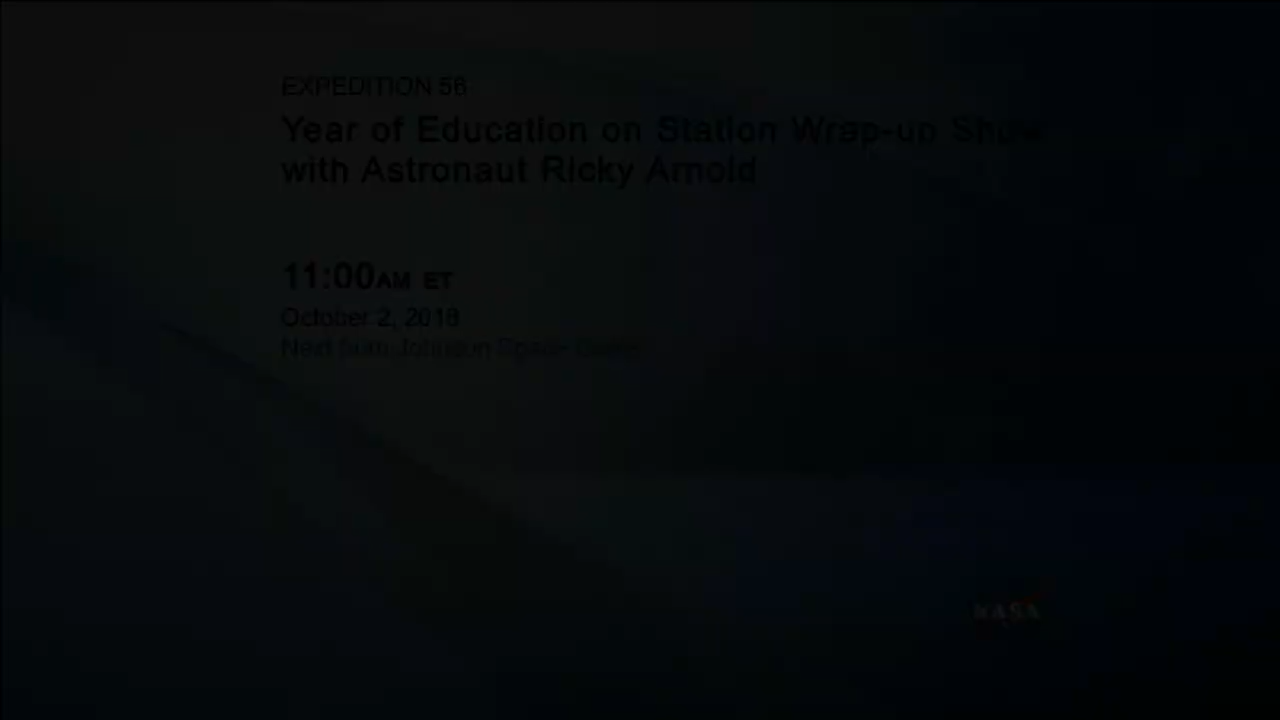 EXPEDITION 56
Year of Education on Station Wrap-up Show
with Astronaut Ricky Arnold
11:00AM ET
October 2, 2018
NASA